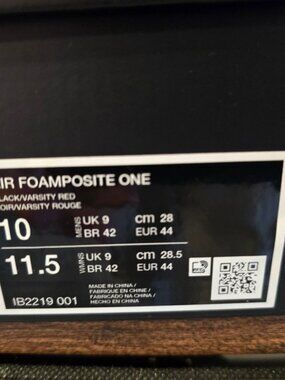 IR FOAMPOSITE ONE
LACK/VARSITY RED
OIR/VARSITY ROUGE
10 MENS UK 9 cm 28
BR 42 EUR 44
11.5 WMNS UK 9 cm 28.5
BR 42 EUR 44
MADE IN CHINA /
FABRIQUÉ EN CHINE /
FABRICADO NA CHINA /
HECHO EN CHINA
IB2219 001